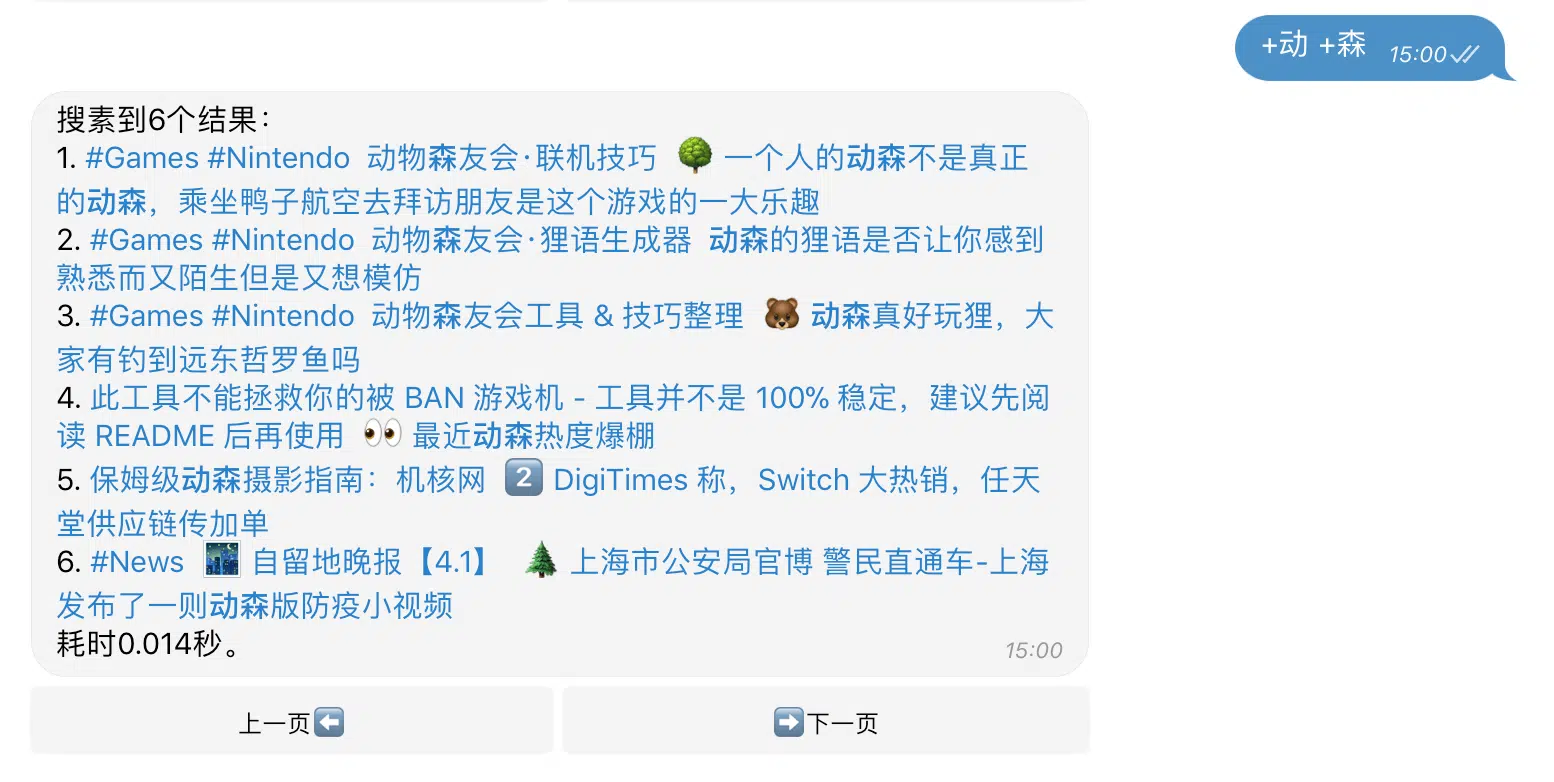 +动 +森 15:00
搜素到6个结果：
1. #Games #Nintendo 动物森友会·联机技巧 🌳 一个人的动森不是真正
的动森，乘坐鸭子航空去拜访朋友是这个游戏的一大乐趣
2. #Games #Nintendo 动物森友会·狸语生成器 动森的狸语是否让你感到
熟悉而又陌生但是又想模仿
3. #Games #Nintendo 动物森友会工具 & 技巧整理 🐻 动森真好玩狸，大
家有钓到远东哲罗鱼吗
4. 此工具不能拯救你的被 BAN 游戏机 - 工具并不是 100% 稳定，建议先阅
读 README 后再使用 👀 最近动森热度爆棚
5. 保姆级动森摄影指南：机核网 2️⃣ DigiTimes 称，Switch 大热销，任天
堂供应链传加单
6. #News 🌃 自留地晚报【4.1】 🌲 上海市公安局官博 警民直通车-上海
发布了一则动森版防疫小视频
耗时0.014秒。
15:00
上一页⬅️
➡️下一页